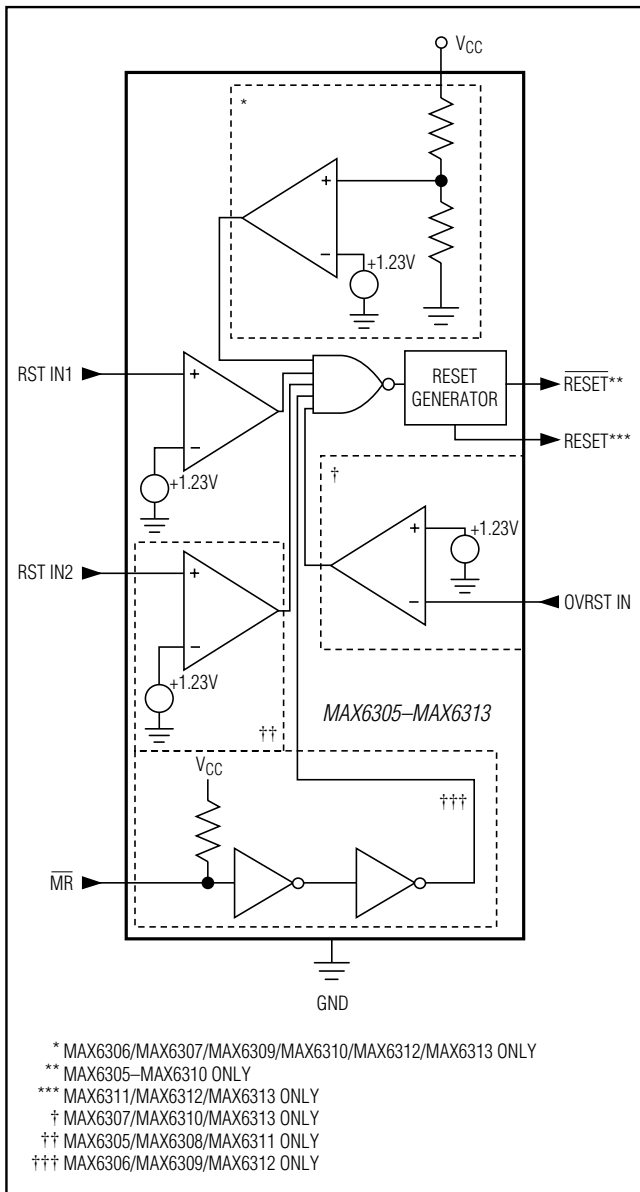 VCC
*
+
−
+1.23V
RST IN1
+
−
+1.23V
RESET
GENERATOR
RESET**
RESET***
†
+
+1.23V
−
OVRST IN
RST IN2
+
−
+1.23V
††
MAX6305–MAX6313
VCC
†††
MR
GND
* MAX6306/MAX6307/MAX6309/MAX6310/MAX6312/MAX6313 ONLY
** MAX6305–MAX6310 ONLY
*** MAX6311/MAX6312/MAX6313 ONLY
† MAX6307/MAX6310/MAX6313 ONLY
†† MAX6305/MAX6308/MAX6311 ONLY
††† MAX6306/MAX6309/MAX6312 ONLY